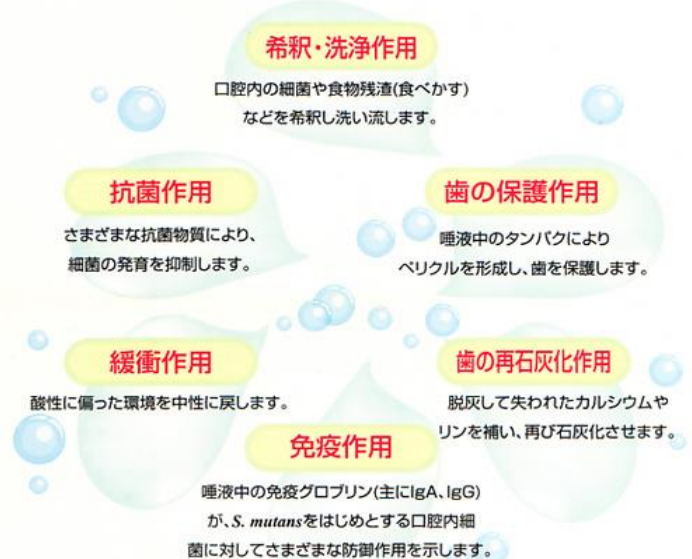 希釈・洗浄作用
口腔内の細菌や食物残渣(食べかす)
などを希釈し洗い流します。
抗菌作用
さまざまな抗菌物質により、
細菌の発育を抑制します。
歯の保護作用
唾液中のタンパクにより
ペリクルを形成し、歯を保護します。
緩衝作用
酸性に偏った環境を中性に戻します。
歯の再石灰化作用
脱灰して失われたカルシウムや
リンを補い、再び石灰化させます。
免疫作用
唾液中の免疫グロブリン(主にIgA、IgG)
が、S. mutansをはじめとする口腔内細
菌に対してさまざまな防御作用を示します。